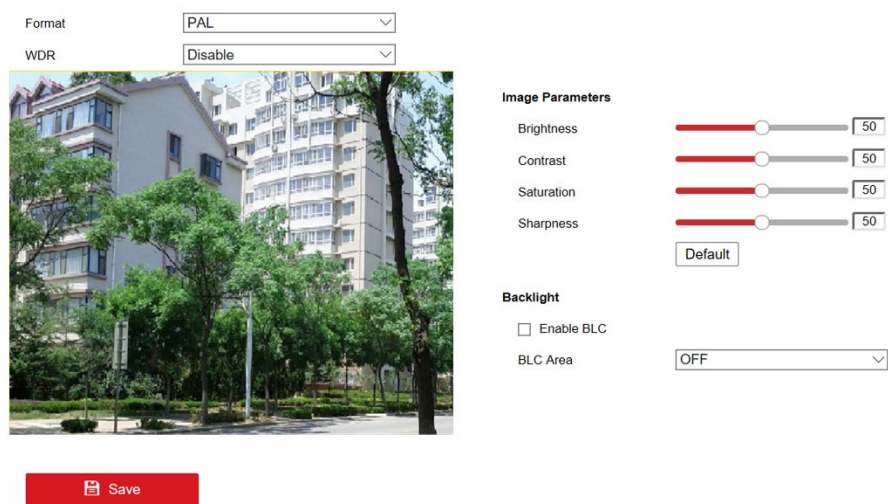 Format PAL
WDR Disable
Image Parameters
Brightness 50
Contrast 50
Saturation 50
Sharpness 50
Default
Backlight
Enable BLC
BLC Area OFF
Save